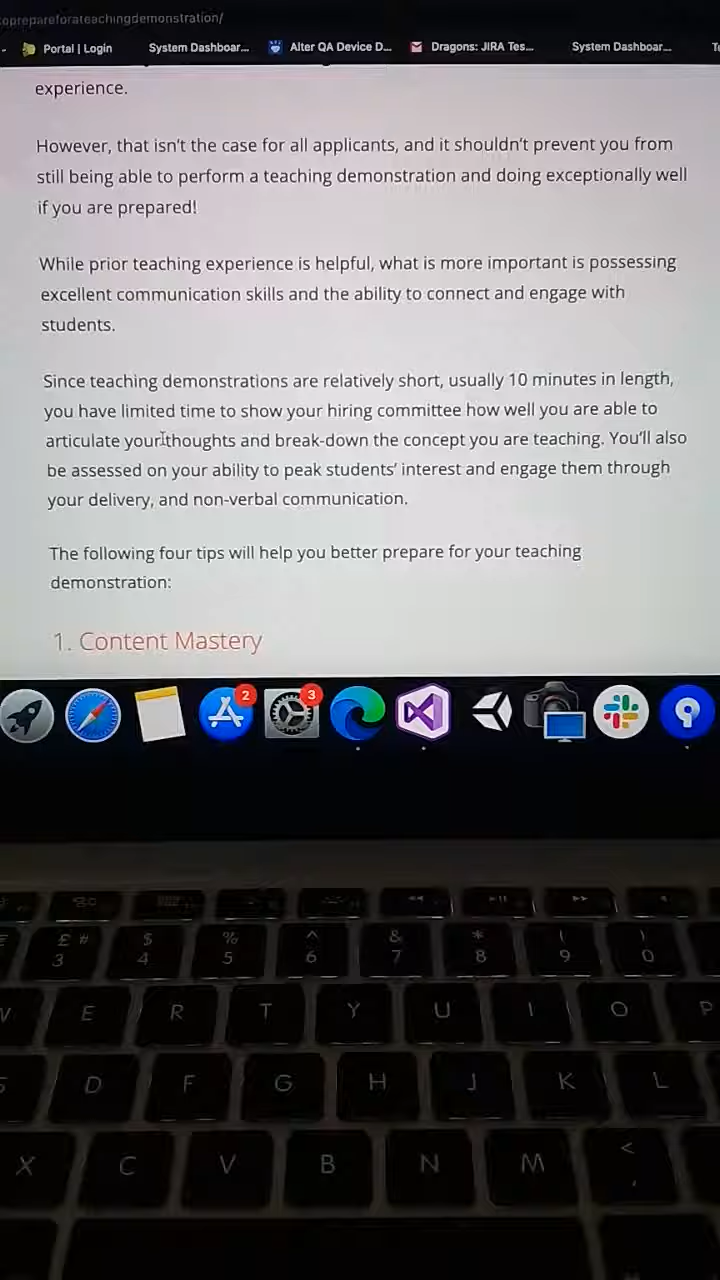 oprepareforateachingdemonstration/
Portal | Login System Dashboar... Alter QA Device D... Dragons: JIRA Tes... System Dashboar...
experience.
However, that isn't the case for all applicants, and it shouldn't prevent you from
still being able to perform a teaching demonstration and doing exceptionally well
if you are prepared!
While prior teaching experience is helpful, what is more important is possessing
excellent communication skills and the ability to connect and engage with
students.
Since teaching demonstrations are relatively short, usually 10 minutes in length,
you have limited time to show your hiring committee how well you are able to
articulate your thoughts and break-down the concept you are teaching. You'll also
be assessed on your ability to peak students' interest and engage them through
your delivery, and non-verbal communication.
The following four tips will help you better prepare for your teaching
demonstration:
1. Content Mastery
2 3
£ # $ % ^ & * ( )
3 4 5 6 7 8 9 0
E R T Y U I O P
D F G H J K L
X C V B N M <
,